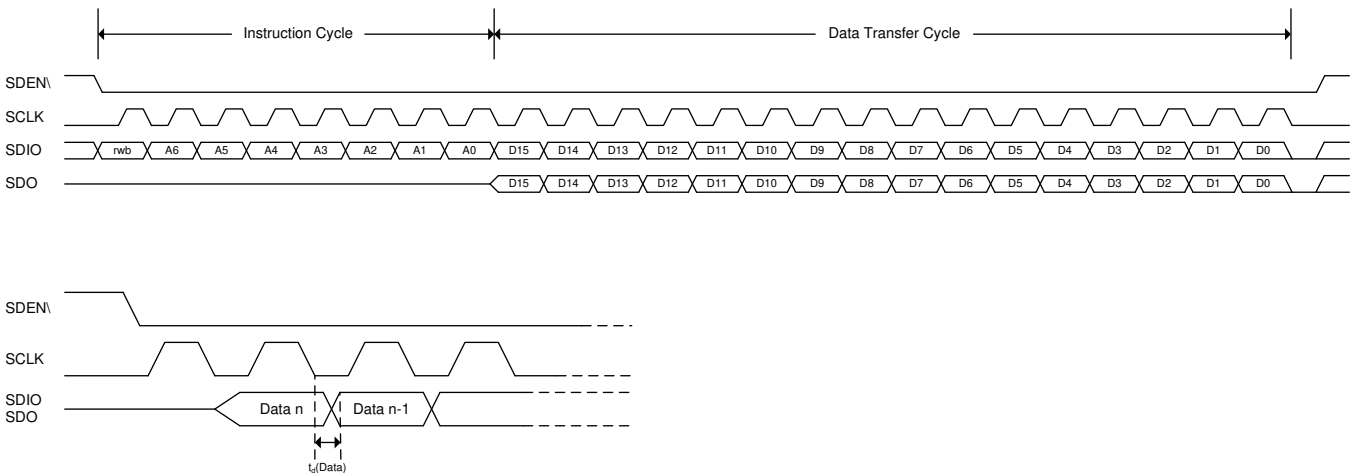 Instruction Cycle Data Transfer Cycle
SDEN\
SCLK
SDIO rwb A6 A5 A4 A3 A2 A1 A0 D15 D14 D13 D12 D11 D10 D9 D8 D7 D6 D5 D4 D3 D2 D1 D0
SDO D15 D14 D13 D12 D11 D10 D9 D8 D7 D6 D5 D4 D3 D2 D1 D0
SDEN\
SCLK
SDIO
SDO
Data n Data n-1
td(Data)